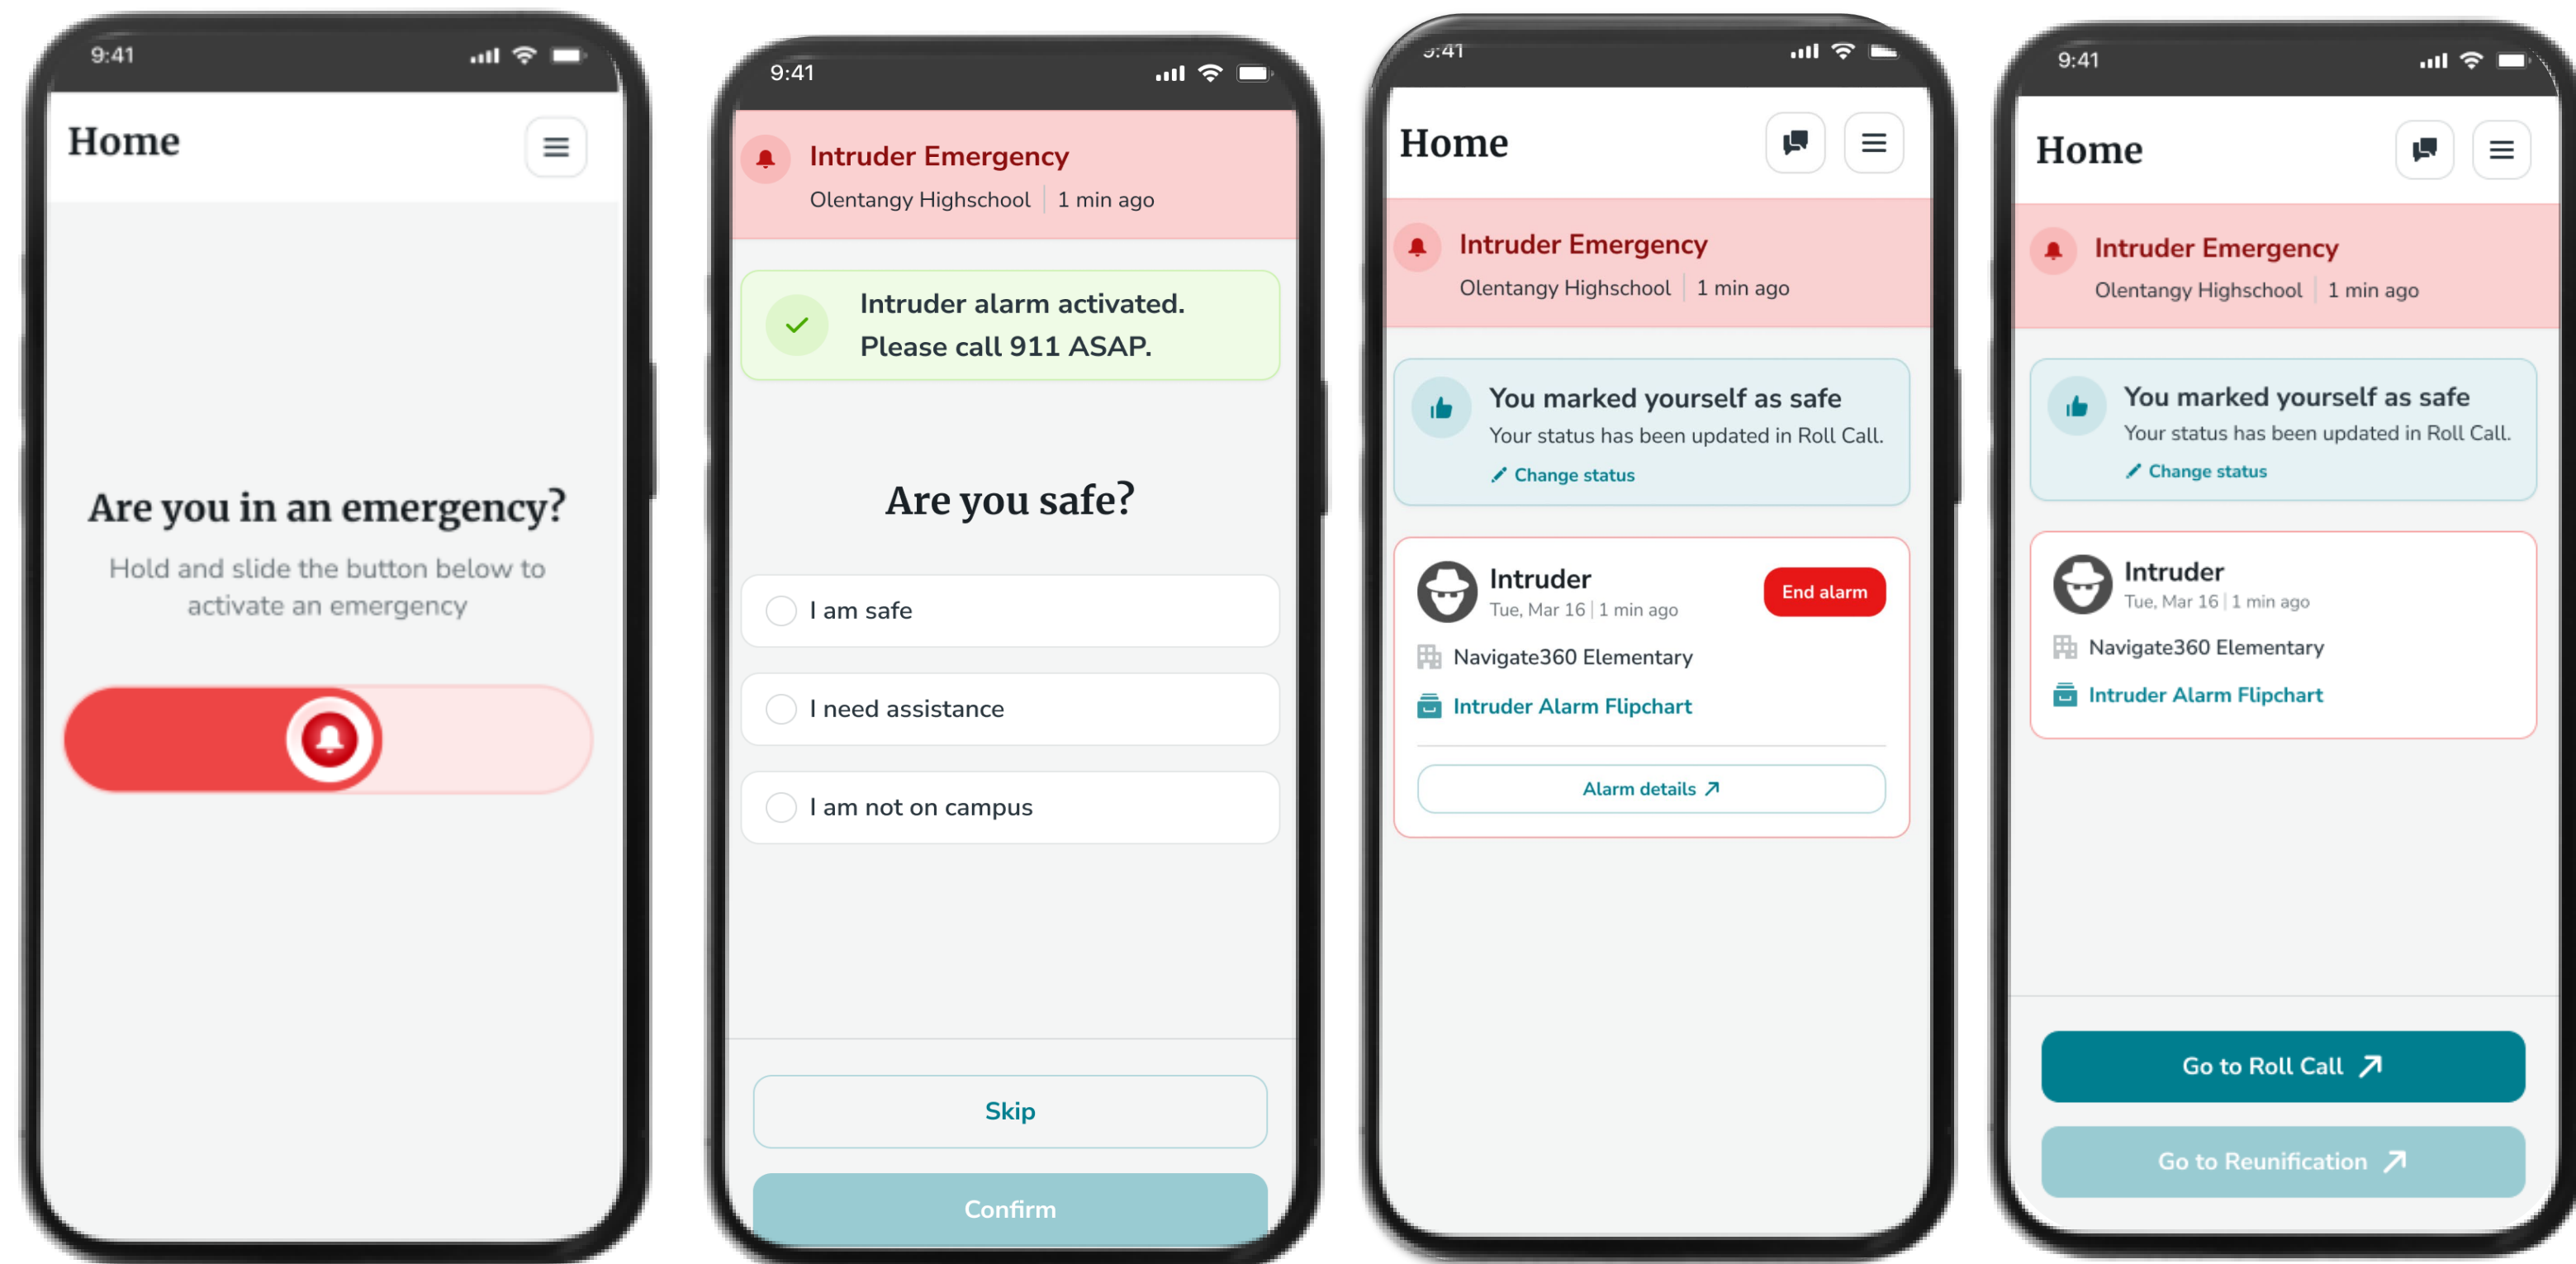 9:41
Home
Are you in an emergency?
Hold and slide the button below to
activate an emergency
9:41
Intruder Emergency
Olentangy Highschool | 1 min ago
Intruder alarm activated.
Please call 911 ASAP.
Are you safe?
I am safe
I need assistance
I am not on campus
Skip
Confirm
9:41
Home
Intruder Emergency
Olentangy Highschool | 1 min ago
You marked yourself as safe
Your status has been updated in Roll Call.
Change status
Intruder
End alarm
Tue, Mar 16 | 1 min ago
Navigate360 Elementary
Intruder Alarm Flipchart
Alarm details
9:41
Home
Intruder Emergency
Olentangy Highschool | 1 min ago
You marked yourself as safe
Your status has been updated in Roll Call.
Change status
Intruder
Tue, Mar 16 | 1 min ago
Navigate360 Elementary
Intruder Alarm Flipchart
Go to Roll Call
Go to Reunification